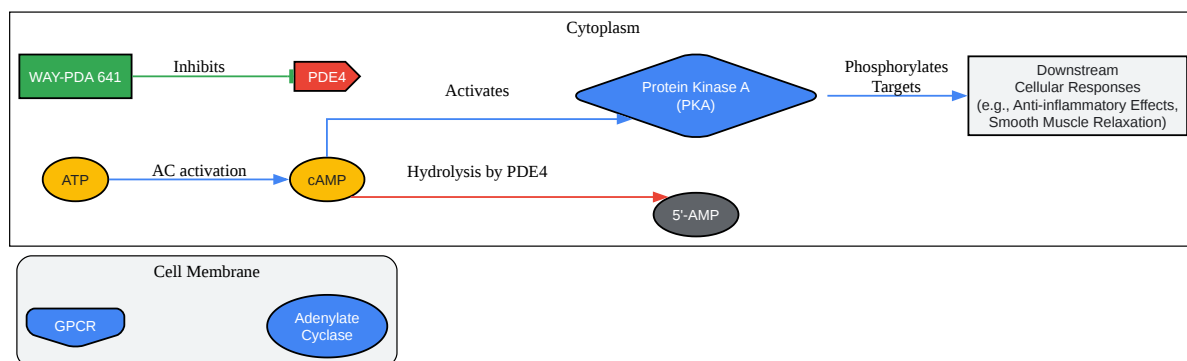 Cytoplasm
WAY-PDA 641
Inhibits
PDE4
Activates
Protein Kinase A
(PKA)
Phosphorylates
Targets
Downstream
Cellular Responses
(e.g., Anti-inflammatory Effects,
Smooth Muscle Relaxation)
ATP
AC activation
cAMP
Hydrolysis by PDE4
5'-AMP
Cell Membrane
GPCR
Adenylate
Cyclase